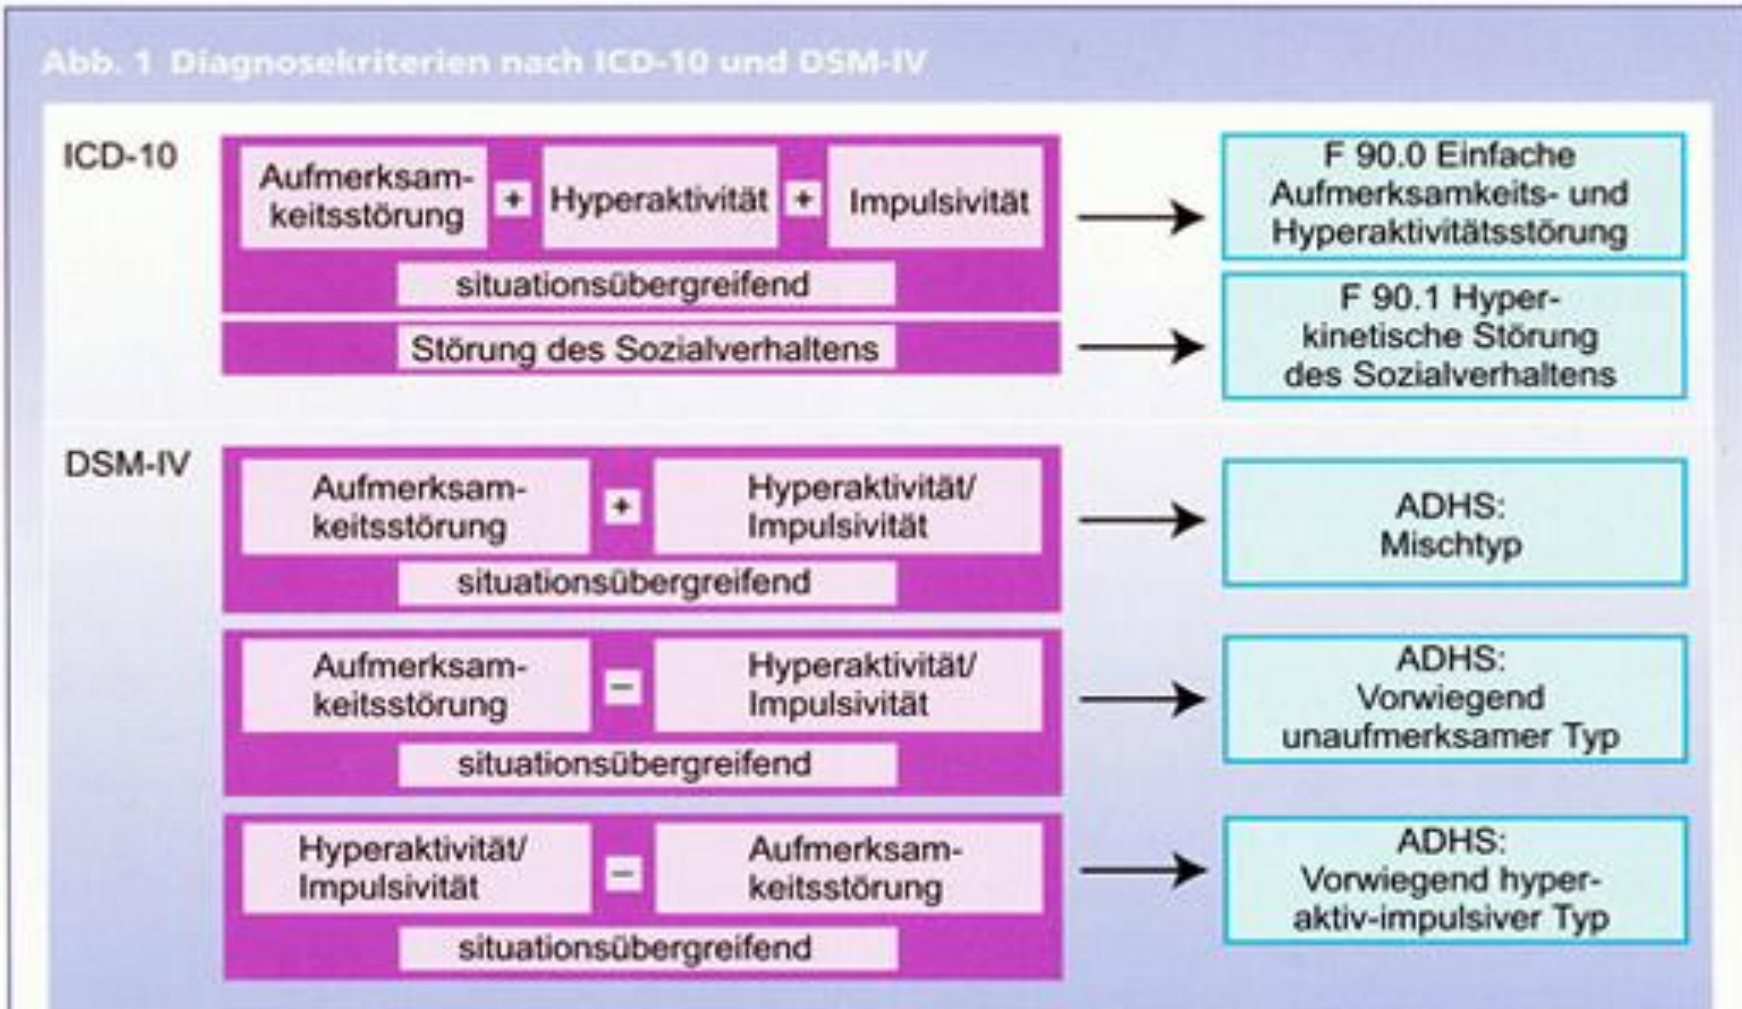 Abb. 1 Diagnosekriterien nach ICD-10 und DSM-IV
ICD-10
Aufmerksam-
keitsstörung
+
Hyperaktivität
+
Impulsivität
situationsübergreifend
F 90.0 Einfache
Aufmerksamkeits- und
Hyperaktivitätsstörung
Störung des Sozialverhaltens
F 90.1 Hyper-
kinetische Störung
des Sozialverhaltens
DSM-IV
Aufmerksam-
keitsstörung
+
Hyperaktivität/
Impulsivität
situationsübergreifend
ADHS:
Mischtyp
Aufmerksam-
keitsstörung
–
Hyperaktivität/
Impulsivität
situationsübergreifend
ADHS:
Vorwiegend
unaufmerksamer Typ
Hyperaktivität/
Impulsivität
–
Aufmerksam-
keitsstörung
situationsübergreifend
ADHS:
Vorwiegend hyper-
aktiv-impulsiver Typ